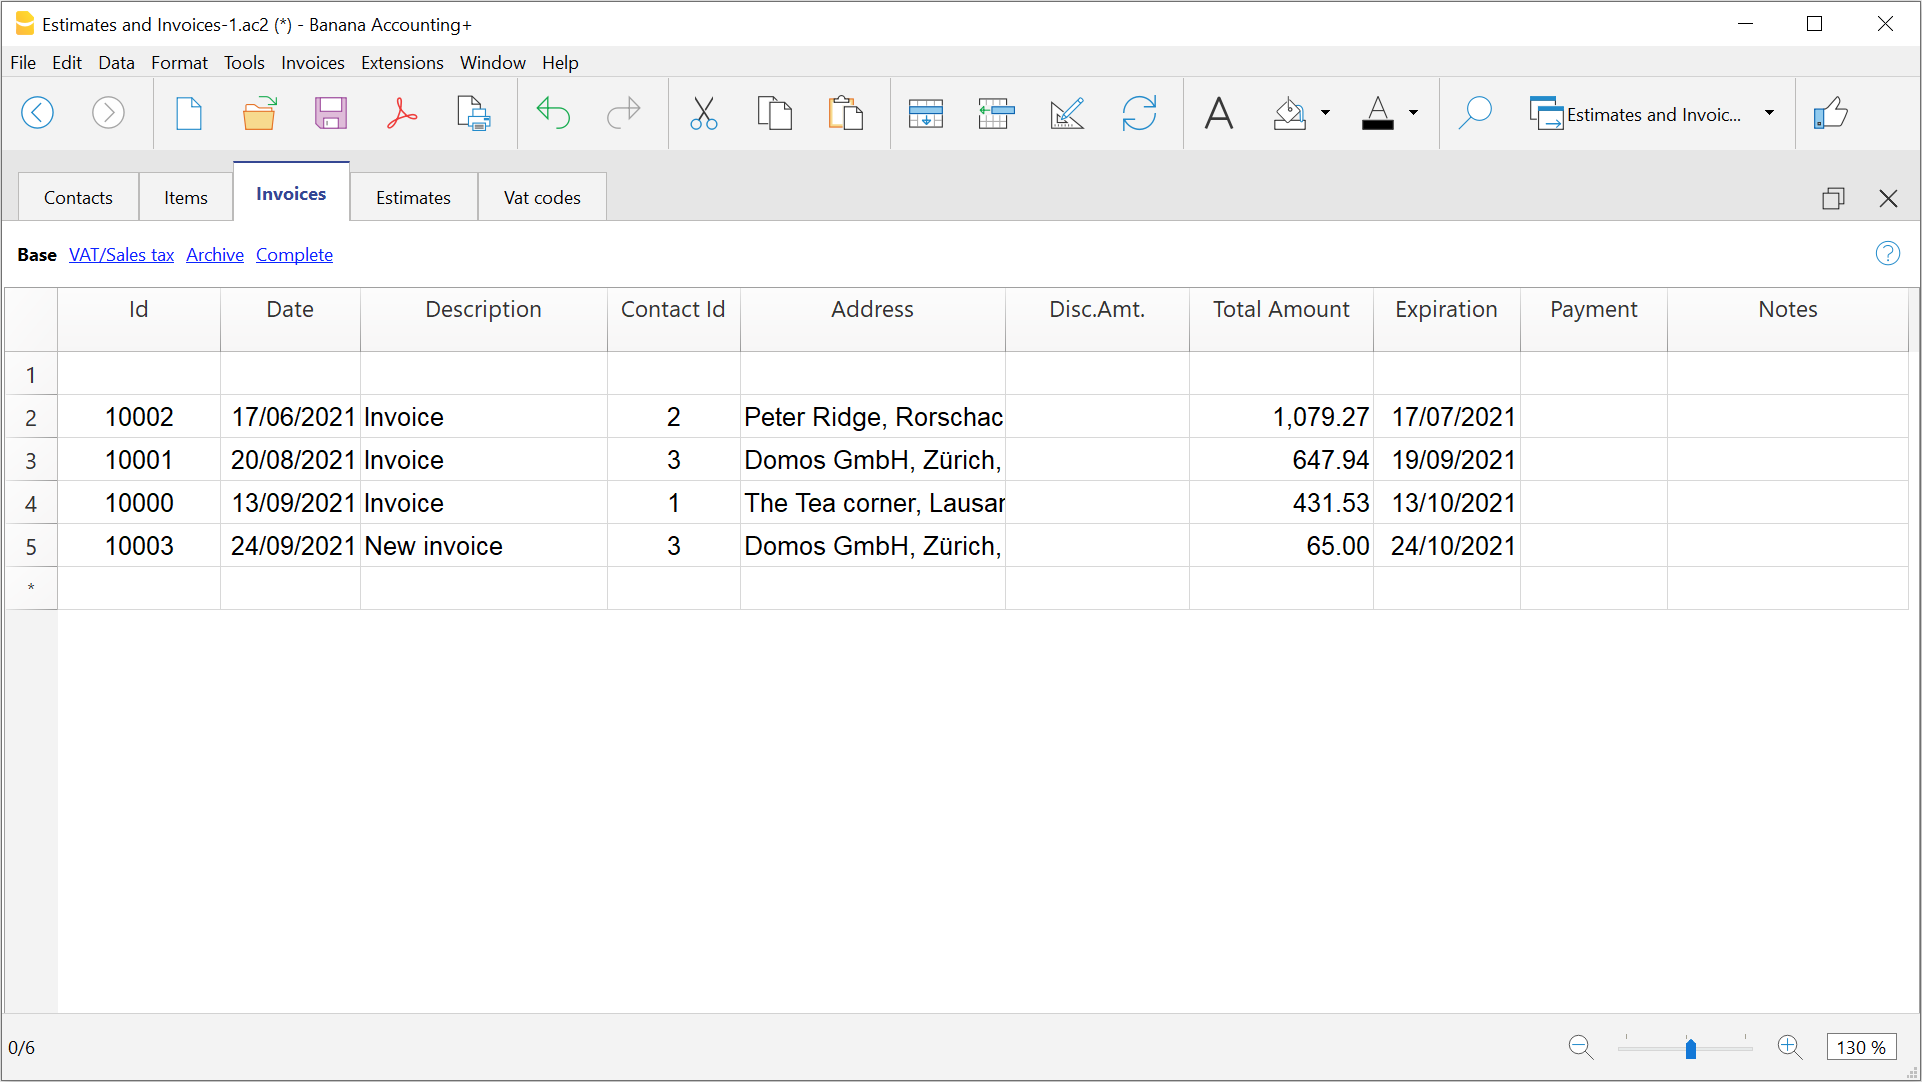 Estimates and Invoices-1.ac2 (*) - Banana Accounting+
File Edit Data Format Tools Invoices Extensions Window Help
Estimates and Invoic...
Contacts Items Invoices Estimates Vat codes
Base VAT/Sales tax Archive Complete
Id Date Description Contact Id Address Disc.Amt. Total Amount Expiration Payment Notes
1
2 10002 17/06/2021 Invoice 2 Peter Ridge, Rorschac 1,079.27 17/07/2021
3 10001 20/08/2021 Invoice 3 Domos GmbH, Zürich, 647.94 19/09/2021
4 10000 13/09/2021 Invoice 1 The Tea corner, Lausan 431.53 13/10/2021
5 10003 24/09/2021 New invoice 3 Domos GmbH, Zürich, 65.00 24/10/2021
*
0/6 130 %